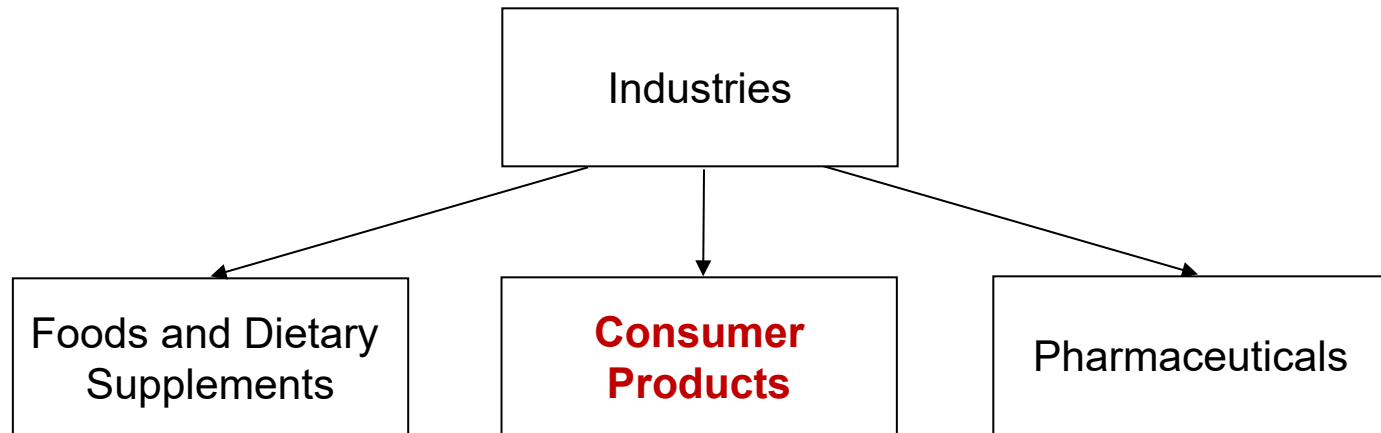 Industries
Foods and Dietary
Supplements
Consumer
Products
Pharmaceuticals